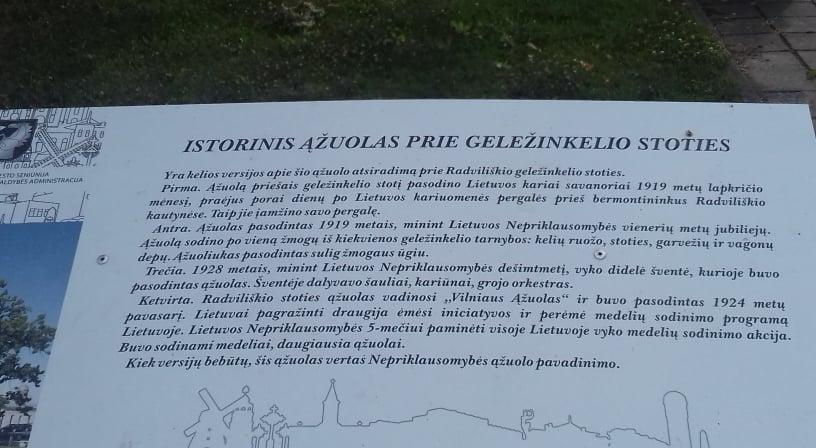 ISTORINIS ĄŽUOLAS PRIE GELEŽINKELIO STOTIES
Yra kelios versijos apie šio ąžuolo atsiradimą prie Radviliškio geležinkelio stoties.
Pirma. Ąžuolą priešais geležinkelio stotį pasodino Lietuvos kariai savanoriai 1919 metų lapkričio
mėnesį, praėjus porai dienų po Lietuvos kariuomenės pergalės prieš bermontininkus Radviliškio
kautynėse. Taip jie įamžino savo pergalę.
Antra. Ąžuolas pasodintas 1919 metais, minint Lietuvos Nepriklausomybės vienerių metų jubiliejų.
Ąžuolą sodino po vieną žmogų iš kiekvienos geležinkelio tarnybos: kelių ruožo, stoties, garvežių ir vagonų
depų. Ąžuoliukas pasodintas sulig žmogaus ūgiu.
Trečia. 1928 metais, minint Lietuvos Nepriklausomybės dešimtmetį, vyko didelė šventė, kurioje buvo
pasodintas ąžuolas. Šventėje dalyvavo šauliai, kariūnai, grojo orkestras.
Ketvirta. Radviliškio stoties ąžuolas vadinosi „Vilniaus Ąžuolas“ ir buvo pasodintas 1924 metų
pavasarį. Lietuvai pagražinti draugija ėmėsi iniciatyvos ir perėmė medelių sodinimo programą
Lietuvoje. Lietuvos Nepriklausomybės 5-mečiui paminėti visoje Lietuvoje vyko medelių sodinimo akcija.
Buvo sodinami medeliai, daugiausia ąžuolai.
Kiek versijų bebūtų, šis ąžuolas vertas Nepriklausomybės ąžuolo pavadinimo.
ESTO SENIŪNIJA
ALDYBĖS ADMINISTRACIJA